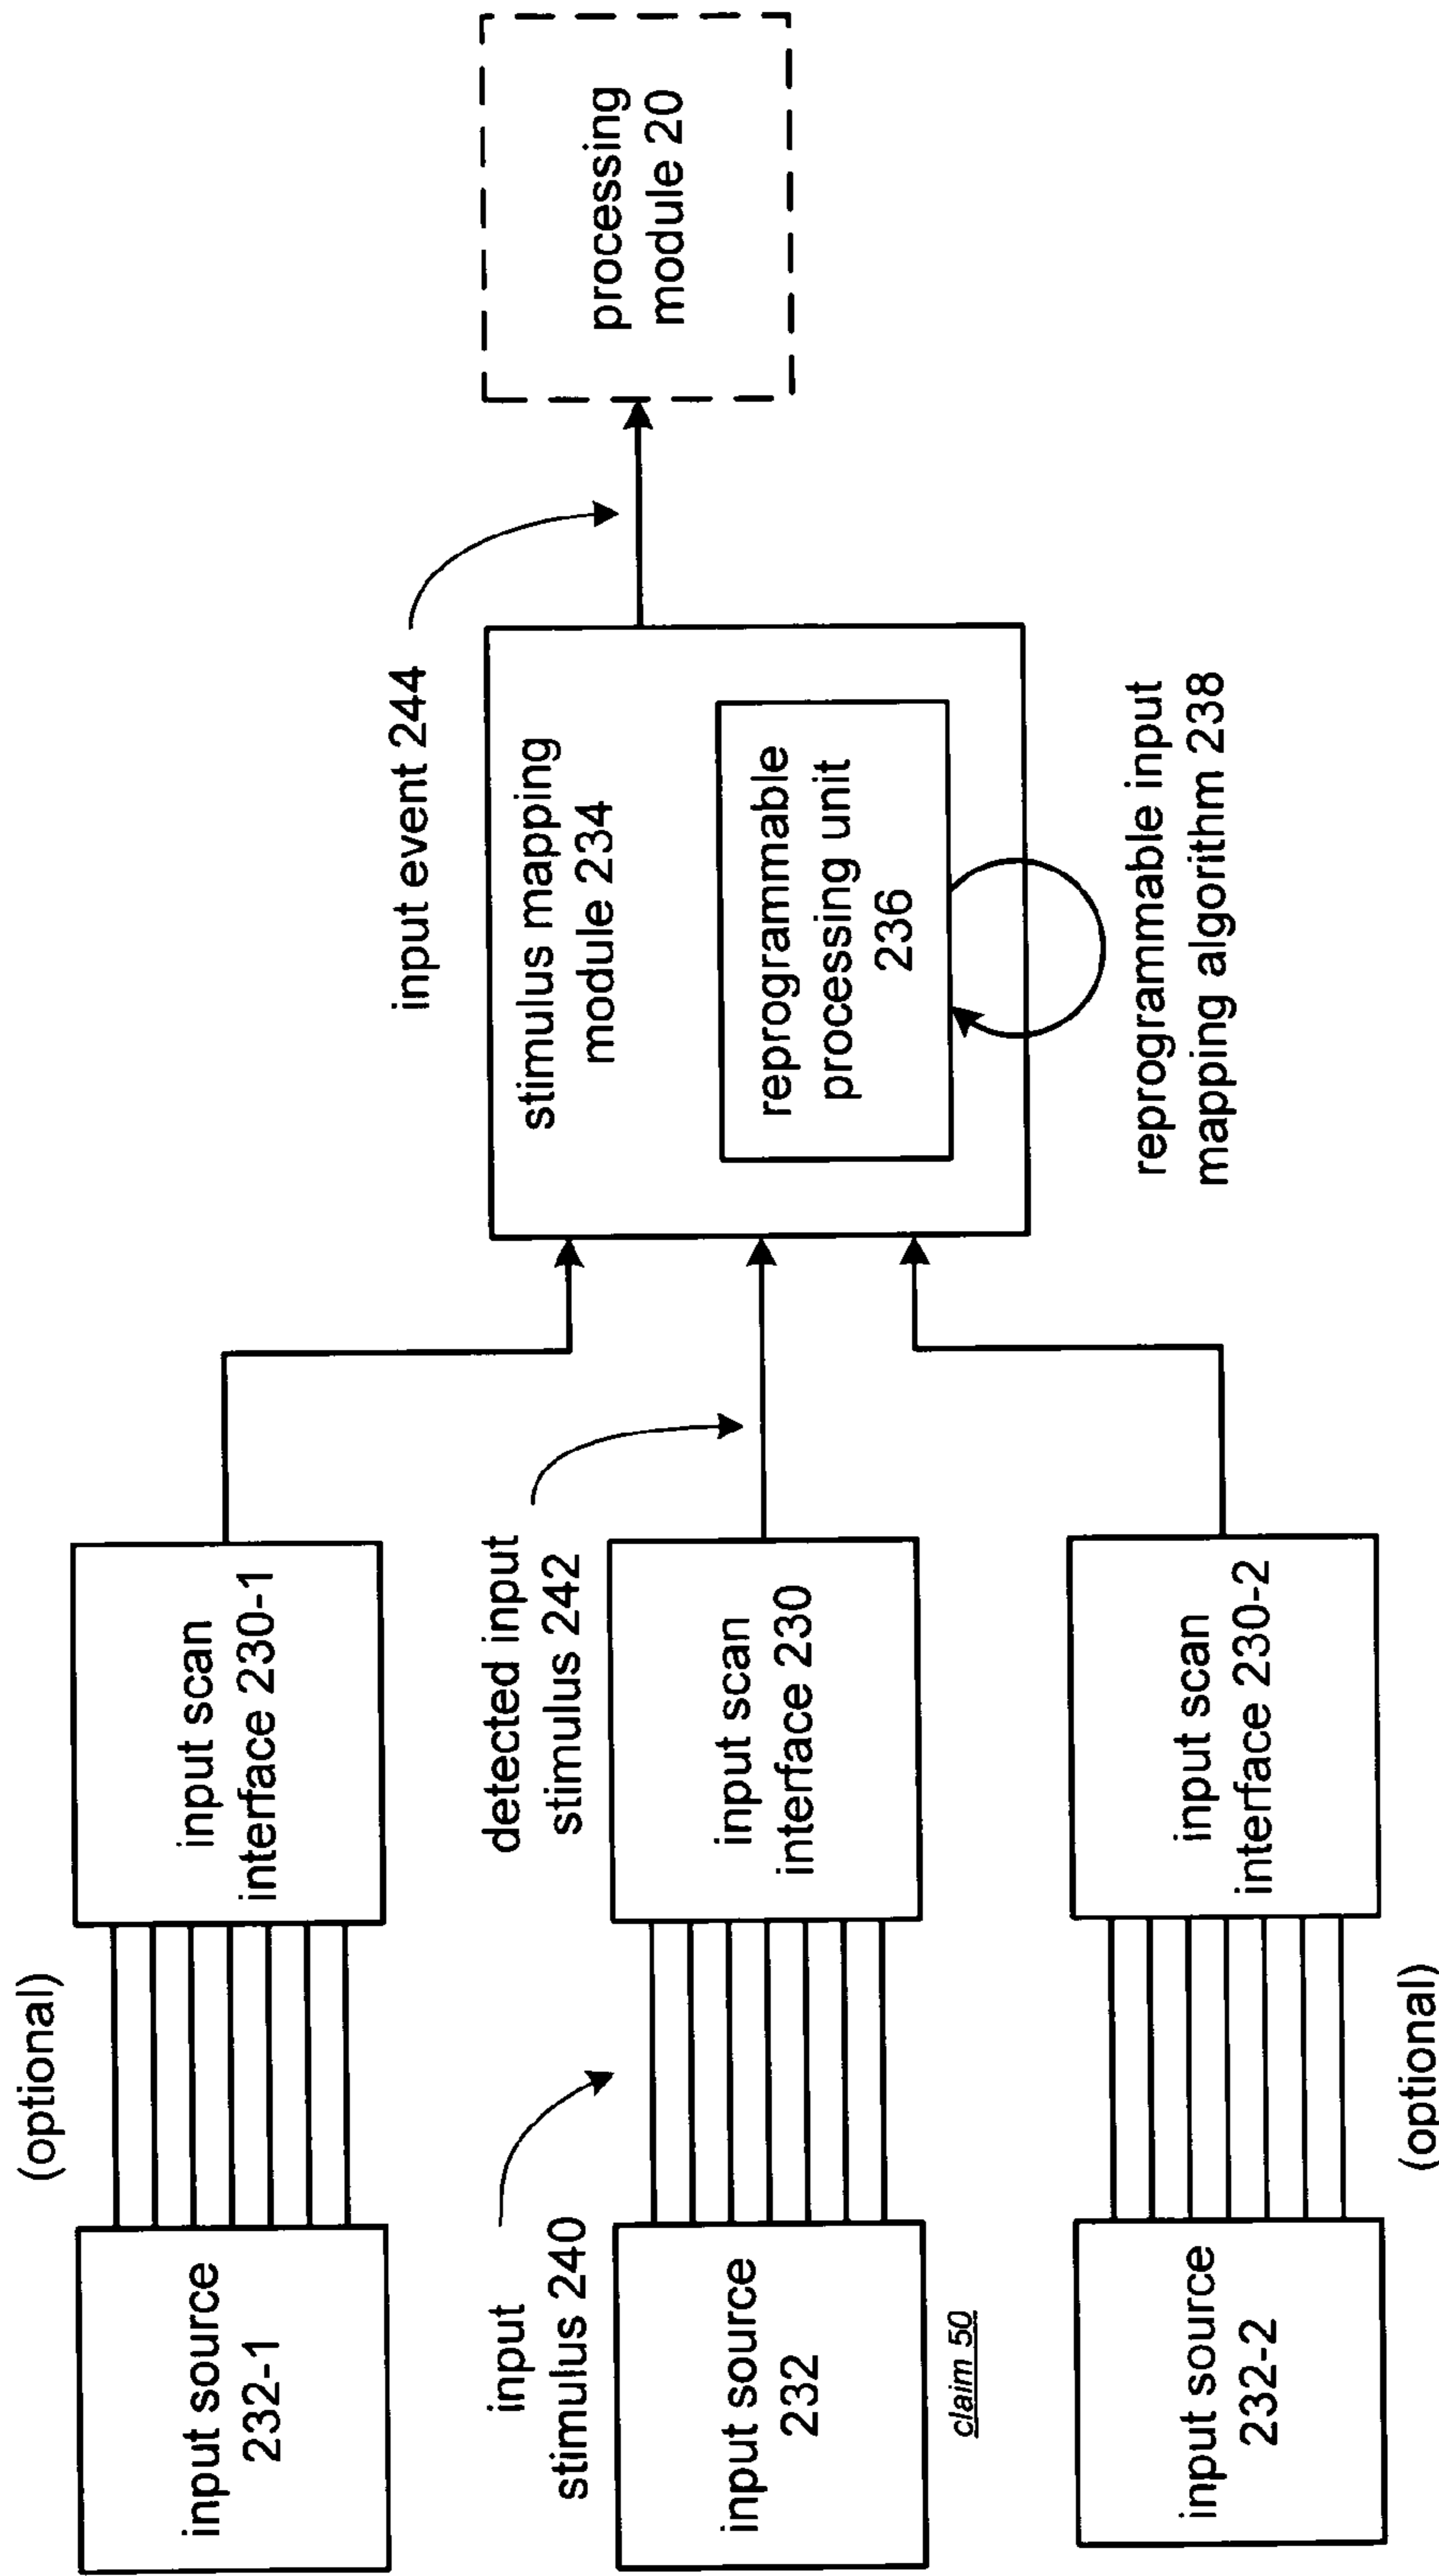 (optional)
input source
232-1
input scan
interface 230-1
input
stimulus 240
detected input
stimulus 242
input event 244
input source
232
input scan
interface 230
stimulus mapping
module 234
reprogrammable
processing unit
236
processing
module 20
claim 50
reprogrammable input
mapping algorithm 238
input source
232-2
input scan
interface 230-2
(optional)